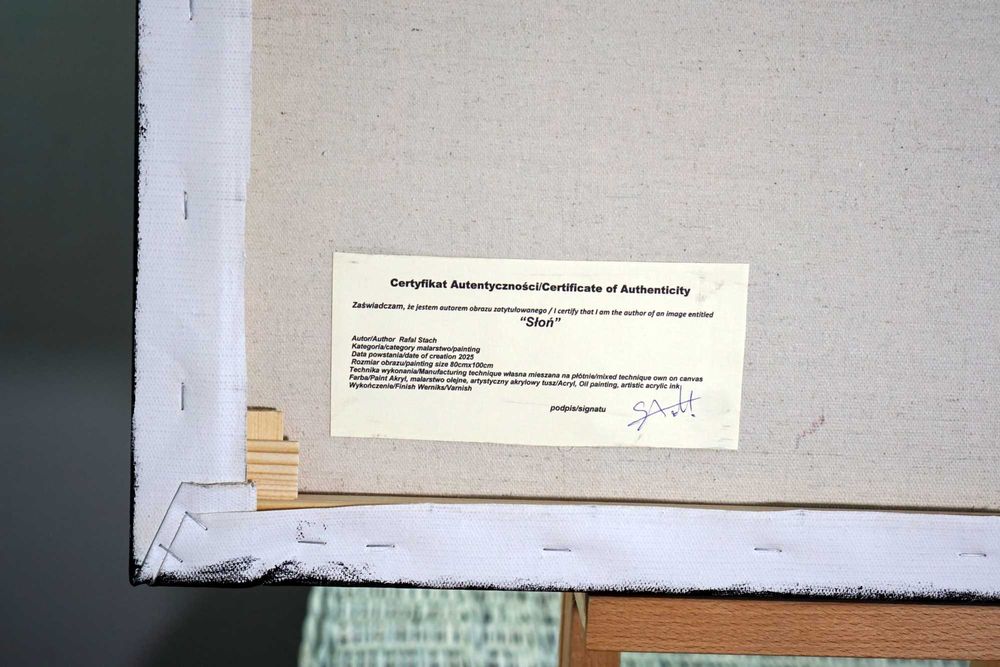 Certyfikat Autentyczności/Certificate of Authenticity
Zaświadczam, że jestem autorem obrazu zatytułowanego / I certify that I am the author of an image entitled
“Słoń”
Autor/Author Rafal Stach
Kategoria/category malarstwo/painting
Data powstania/date of creation 2025
Rozmiar obrazu/painting size 80cmx100cm
Technika wykonania/Manufacturing technique własna mieszana na płótnie/mixed technique own on canvas
Farba/Paint Akryl, malarstwo olejne, artystyczny akrylowy tusz/Acryl, Oil painting, artistic acrylic ink
Wykończenie/Finish Werniks/Varnish
podpis/signatu